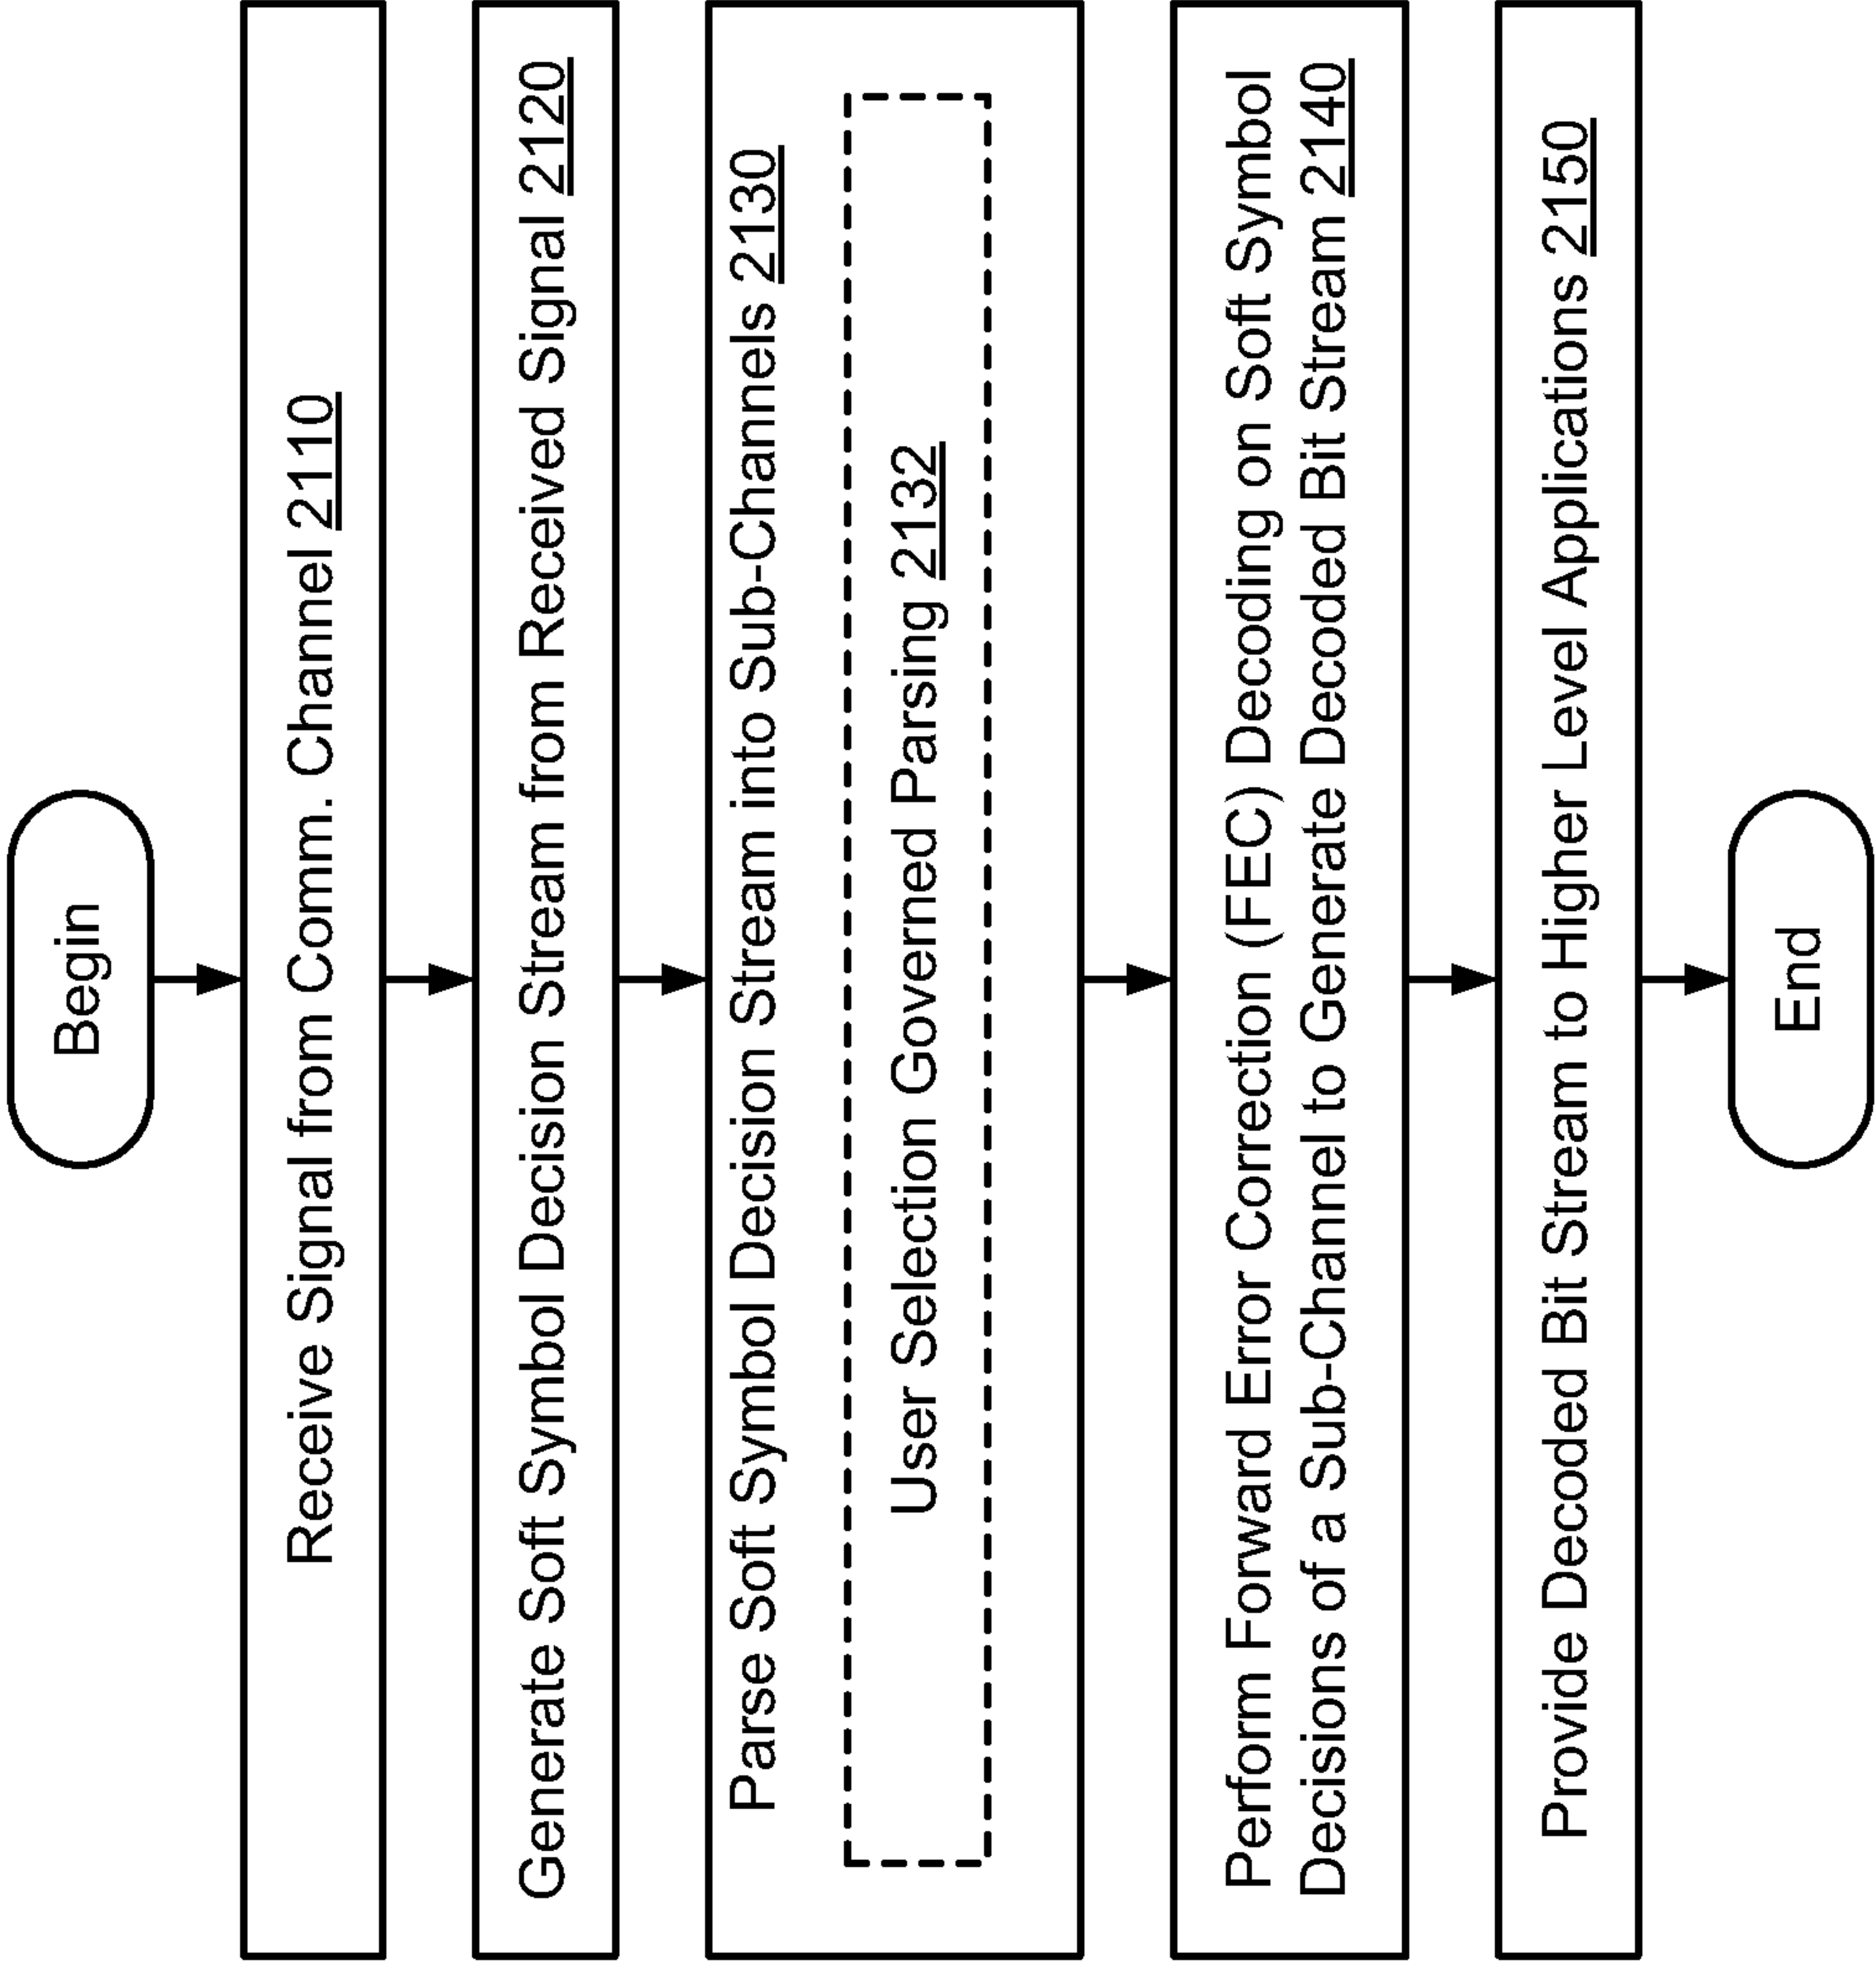 Begin
Receive Signal from Comm. Channel 2110
Generate Soft Symbol Decision Stream from Received Signal 2120
Parse Soft Symbol Decision Stream into Sub-Channels 2130
User Selection Governed Parsing 2132
Perform Forward Error Correction (FEC) Decoding on Soft Symbol
Decisions of a Sub-Channel to Generate Decoded Bit Stream 2140
Provide Decoded Bit Stream to Higher Level Applications 2150
End